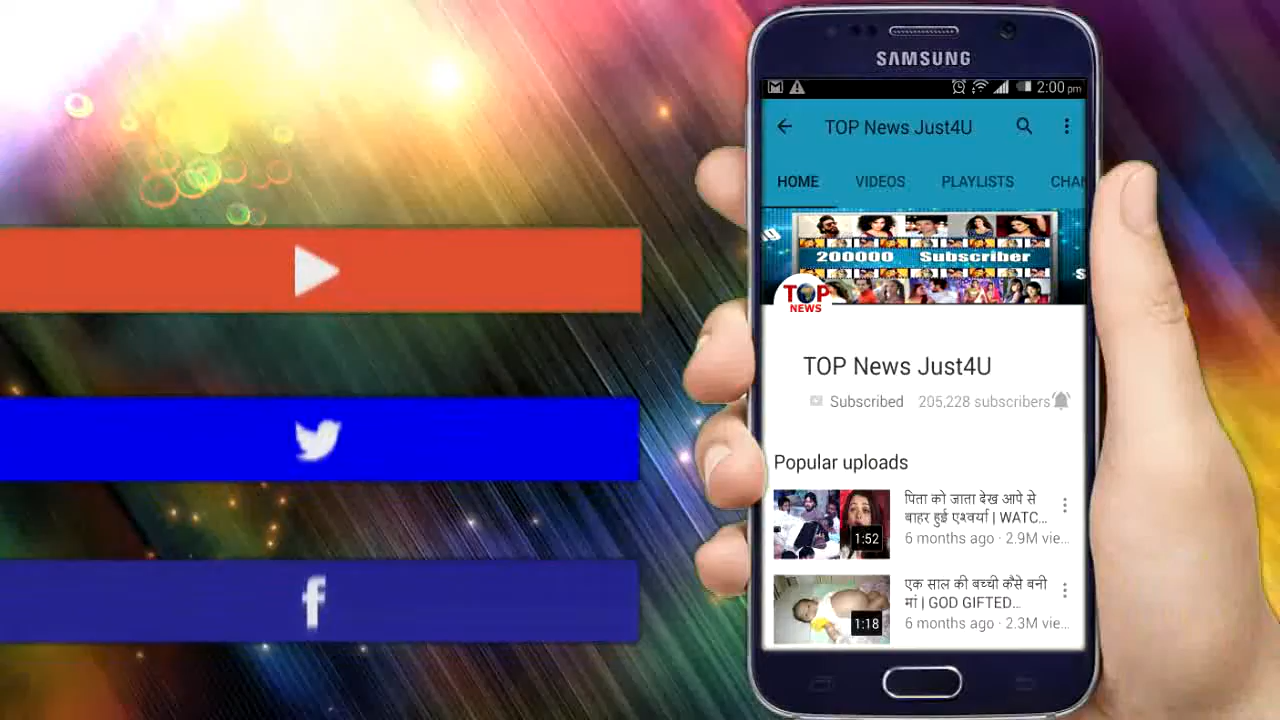 SAMSUNG
2:00 pm
TOP News Just4U
HOME VIDEOS PLAYLISTS CHAN
200000 Subscriber
TOP
NEWS
TOP News Just4U
Subscribed 205,228 subscribers
Popular uploads
पिता को जाता देख आपे से
बाहर हुई एश्वर्या | WATC...
6 months ago · 2.9M vie...
1:52
एक साल की बच्ची कैसे बनी
मां | GOD GIFTED...
6 months ago · 2.3M vie...
1:18